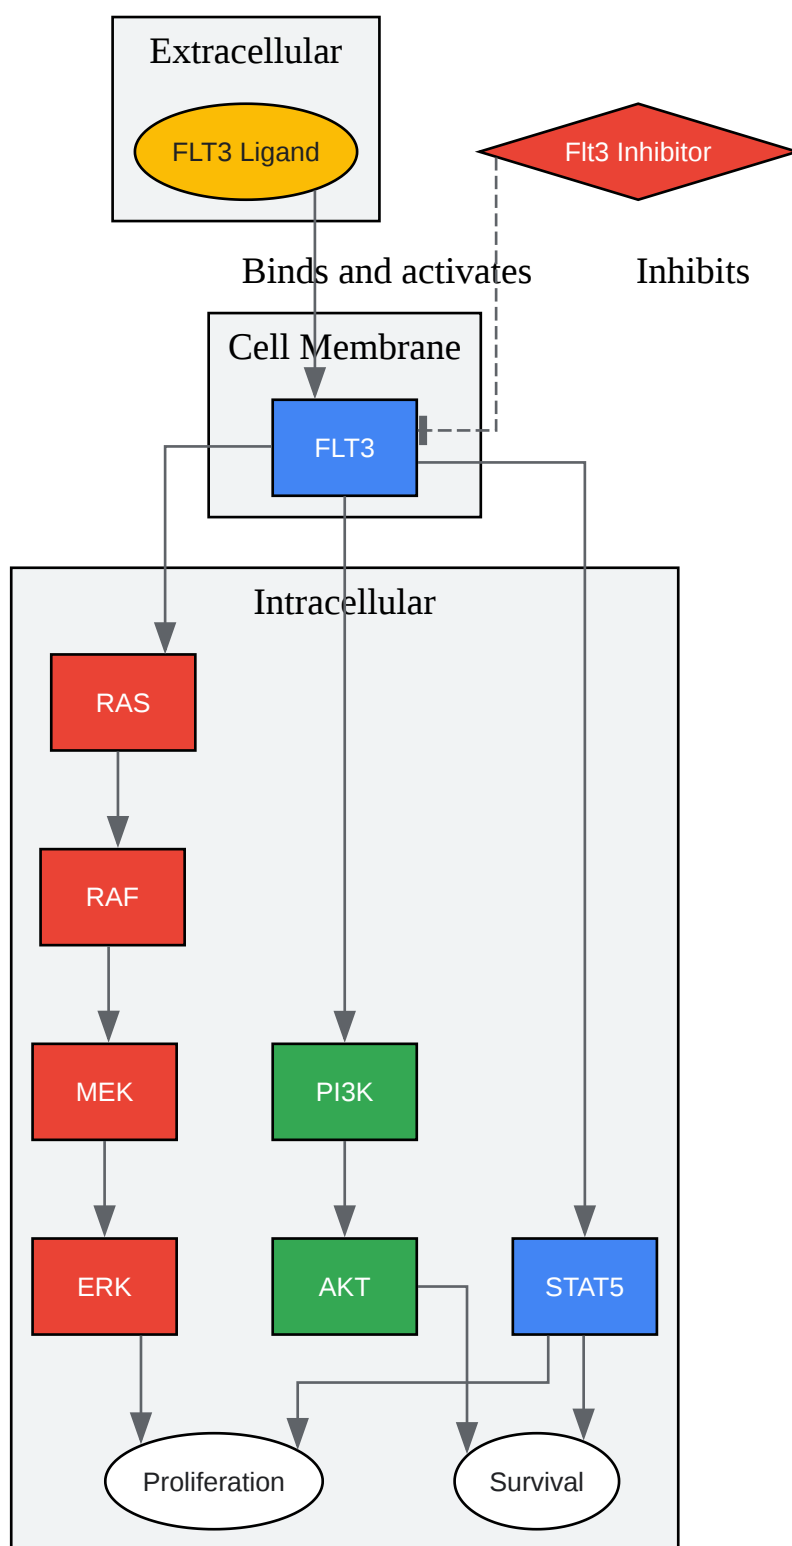 Extracellular
FLT3 Ligand
Flt3 Inhibitor
Binds and activates
Inhibits
Cell Membrane
FLT3
Intracellular
RAS
RAF
MEK
PI3K
ERK
AKT
STAT5
Proliferation
Survival